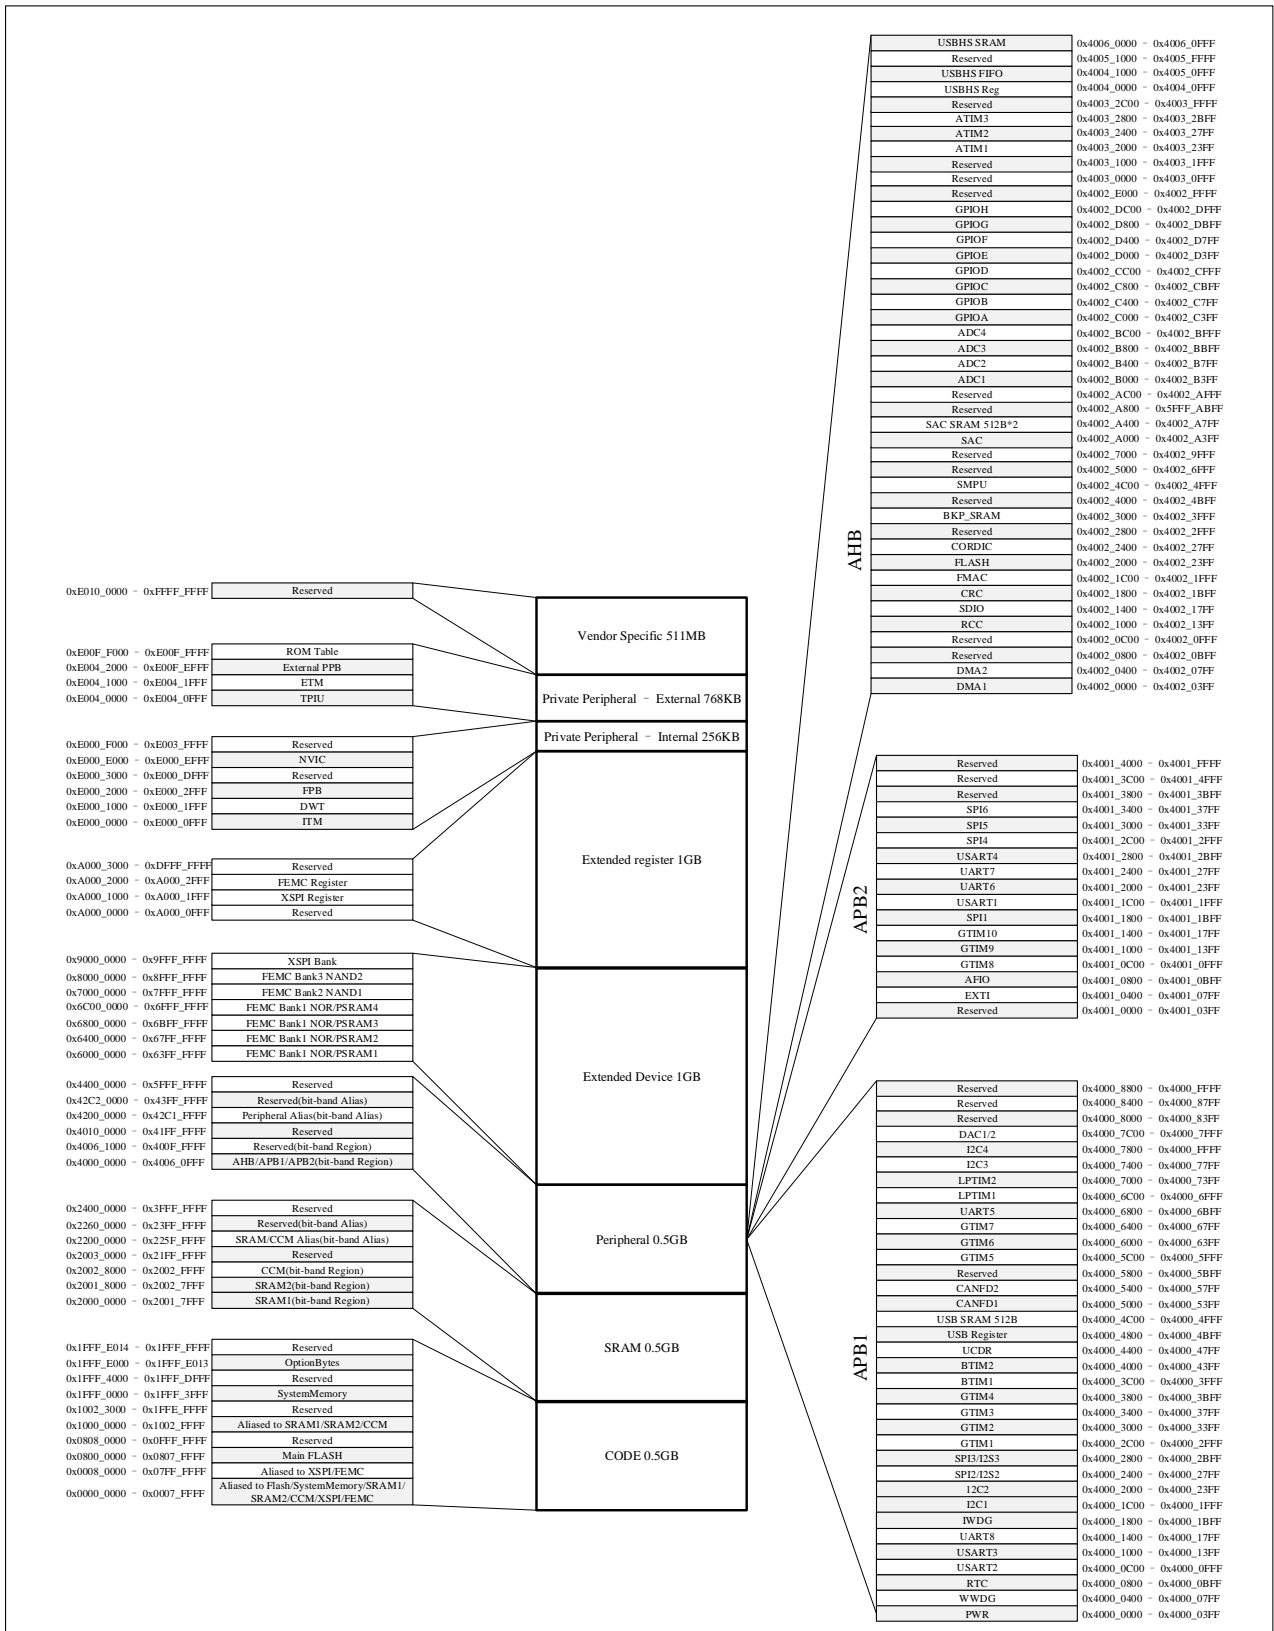 0xE010_0000 - 0xFFFF_FFFF Reserved
0xE00F_F000 - 0xE00F_FFFF ROM Table
0xE004_2000 - 0xE00F_EFFF External PPB
0xE004_1000 - 0xE004_1FFF ETM
0xE004_0000 - 0xE004_0FFF TPIU
0xE000_F000 - 0xE003_FFFF Reserved
0xE000_E000 - 0xE000_EFFF NVIC
0xE000_3000 - 0xE000_DFFF Reserved
0xE000_2000 - 0xE000_2FFF FPB
0xE000_1000 - 0xE000_1FFF DWT
0xE000_0000 - 0xE000_0FFF ITM
0xA000_3000 - 0xDFFF_FFFF Reserved
0xA000_2000 - 0xA000_2FFF FEMC Register
0xA000_1000 - 0xA000_1FFF XSPI Register
0xA000_0000 - 0xA000_0FFF Reserved
0x9000_0000 - 0x9FFF_FFFF XSPI Bank
0x8000_0000 - 0x8FFF_FFFF FEMC Bank3 NAND2
0x7000_0000 - 0x7FFF_FFFF FEMC Bank2 NAND1
0x6C00_0000 - 0x6FFF_FFFF FEMC Bank1 NOR/PSRAM4
0x6800_0000 - 0x6BFF_FFFF FEMC Bank1 NOR/PSRAM3
0x6400_0000 - 0x67FF_FFFF FEMC Bank1 NOR/PSRAM2
0x6000_0000 - 0x63FF_FFFF FEMC Bank1 NOR/PSRAM1
0x4400_0000 - 0x5FFF_FFFF Reserved
0x42C2_0000 - 0x43FF_FFFF Reserved(bit-band Alias)
0x4200_0000 - 0x42C1_FFFF Peripheral Alias(bit-band Alias)
0x4010_0000 - 0x41FF_FFFF Reserved
0x4006_1000 - 0x400F_FFFF Reserved(bit-band Region)
0x4000_0000 - 0x4006_0FFF AHB/APB1/APB2(bit-band Region)
0x2400_0000 - 0x3FFF_FFFF Reserved
0x2260_0000 - 0x23FF_FFFF Reserved(bit-band Alias)
0x2200_0000 - 0x225F_FFFF SRAM/CCM Alias(bit-band Alias)
0x2003_0000 - 0x21FF_FFFF Reserved
0x2002_8000 - 0x2002_FFFF CCM(bit-band Region)
0x2001_8000 - 0x2002_7FFF SRAM2(bit-band Region)
0x2000_0000 - 0x2001_7FFF SRAM1(bit-band Region)
0x1FFF_E014 - 0x1FFF_FFFF Reserved
0x1FFF_E000 - 0x1FFF_E013 OptionBytes
0x1FFF_4000 - 0x1FFF_DFFF Reserved
0x1FFF_0000 - 0x1FFF_3FFF SystemMemory
0x1002_3000 - 0x1FFE_FFFF Reserved
0x1000_0000 - 0x1002_FFFF Aliased to SRAM1/SRAM2/CCM
0x0808_0000 - 0x0FFF_FFFF Reserved
0x0800_0000 - 0x0807_FFFF Main FLASH
0x0008_0000 - 0x07FF_FFFF Aliased to XSPI/FEMC
0x0000_0000 - 0x0007_FFFF Aliased to Flash/SystemMemory/SRAM1/
SRAM2/CCM/XSPI/FEMC
Vendor Specific 511MB
Private Peripheral - External 768KB
Private Peripheral - Internal 256KB
Extended register 1GB
Extended Device 1GB
Peripheral 0.5GB
SRAM 0.5GB
CODE 0.5GB
AHB
USBHS SRAM 0x4006_0000 - 0x4006_0FFF
Reserved 0x4005_1000 - 0x4005_FFFF
USBHS FIFO 0x4004_1000 - 0x4005_0FFF
USBHS Reg 0x4004_0000 - 0x4004_0FFF
Reserved 0x4003_2C00 - 0x4003_FFFF
ATIM3 0x4003_2800 - 0x4003_2BFF
ATIM2 0x4003_2400 - 0x4003_27FF
ATIM1 0x4003_2000 - 0x4003_23FF
Reserved 0x4003_1000 - 0x4003_1FFF
Reserved 0x4003_0000 - 0x4003_0FFF
Reserved 0x4002_E000 - 0x4002_FFFF
GPIOH 0x4002_DC00 - 0x4002_DFFF
GPIOG 0x4002_D800 - 0x4002_DBFF
GPIOF 0x4002_D400 - 0x4002_D7FF
GPIOE 0x4002_D000 - 0x4002_D3FF
GPIOD 0x4002_CC00 - 0x4002_CFFF
GPIOC 0x4002_C800 - 0x4002_CBFF
GPIOB 0x4002_C400 - 0x4002_C7FF
GPIOA 0x4002_C000 - 0x4002_C3FF
ADC4 0x4002_BC00 - 0x4002_BFFF
ADC3 0x4002_B800 - 0x4002_BBFF
ADC2 0x4002_B400 - 0x4002_B7FF
ADC1 0x4002_B000 - 0x4002_B3FF
Reserved 0x4002_AC00 - 0x4002_AFFF
Reserved 0x4002_A800 - 0x5FFF_ABFF
SAC SRAM 512B*2 0x4002_A400 - 0x4002_A7FF
SAC 0x4002_A000 - 0x4002_A3FF
Reserved 0x4002_7000 - 0x4002_9FFF
Reserved 0x4002_5000 - 0x4002_6FFF
SMPU 0x4002_4C00 - 0x4002_4FFF
Reserved 0x4002_4000 - 0x4002_4BFF
BKP_SRAM 0x4002_3000 - 0x4002_3FFF
Reserved 0x4002_2800 - 0x4002_2FFF
CORDIC 0x4002_2400 - 0x4002_27FF
FLASH 0x4002_2000 - 0x4002_23FF
FMAC 0x4002_1C00 - 0x4002_1FFF
CRC 0x4002_1800 - 0x4002_1BFF
SDIO 0x4002_1400 - 0x4002_17FF
RCC 0x4002_1000 - 0x4002_13FF
Reserved 0x4002_0C00 - 0x4002_0FFF
Reserved 0x4002_0800 - 0x4002_0BFF
DMA2 0x4002_0400 - 0x4002_07FF
DMA1 0x4002_0000 - 0x4002_03FF
APB2
Reserved 0x4001_4000 - 0x4001_FFFF
Reserved 0x4001_3C00 - 0x4001_4FFF
Reserved 0x4001_3800 - 0x4001_3BFF
SPI6 0x4001_3400 - 0x4001_37FF
SPI5 0x4001_3000 - 0x4001_33FF
SPI4 0x4001_2C00 - 0x4001_2FFF
USART4 0x4001_2800 - 0x4001_2BFF
UART7 0x4001_2400 - 0x4001_27FF
UART6 0x4001_2000 - 0x4001_23FF
USART1 0x4001_1C00 - 0x4001_1FFF
SPI1 0x4001_1800 - 0x4001_1BFF
GTIM10 0x4001_1400 - 0x4001_17FF
GTIM9 0x4001_1000 - 0x4001_13FF
GTIM8 0x4001_0C00 - 0x4001_0FFF
AFIO 0x4001_0800 - 0x4001_0BFF
EXTI 0x4001_0400 - 0x4001_07FF
Reserved 0x4001_0000 - 0x4001_03FF
APB1
Reserved 0x4000_8800 - 0x4000_FFFF
Reserved 0x4000_8400 - 0x4000_87FF
Reserved 0x4000_8000 - 0x4000_83FF
DAC1/2 0x4000_7C00 - 0x4000_7FFF
I2C4 0x4000_7800 - 0x4000_FFFF
I2C3 0x4000_7400 - 0x4000_77FF
LPTIM2 0x4000_7000 - 0x4000_73FF
LPTIM1 0x4000_6C00 - 0x4000_6FFF
UART5 0x4000_6800 - 0x4000_6BFF
GTIM7 0x4000_6400 - 0x4000_67FF
GTIM6 0x4000_6000 - 0x4000_63FF
GTIM5 0x4000_5C00 - 0x4000_5FFF
Reserved 0x4000_5800 - 0x4000_5BFF
CANFD2 0x4000_5400 - 0x4000_57FF
CANFD1 0x4000_5000 - 0x4000_53FF
USB SRAM 512B 0x4000_4C00 - 0x4000_4FFF
USB Register 0x4000_4800 - 0x4000_4BFF
UCDR 0x4000_4400 - 0x4000_47FF
BTIM2 0x4000_4000 - 0x4000_43FF
BTIM1 0x4000_3C00 - 0x4000_3FFF
GTIM4 0x4000_3800 - 0x4000_3BFF
GTIM3 0x4000_3400 - 0x4000_37FF
GTIM2 0x4000_3000 - 0x4000_33FF
GTIM1 0x4000_2C00 - 0x4000_2FFF
SPI3/I2S3 0x4000_2800 - 0x4000_2BFF
SPI2/I2S2 0x4000_2400 - 0x4000_27FF
12C2 0x4000_2000 - 0x4000_23FF
I2C1 0x4000_1C00 - 0x4000_1FFF
IWDG 0x4000_1800 - 0x4000_1BFF
UART8 0x4000_1400 - 0x4000_17FF
USART3 0x4000_1000 - 0x4000_13FF
USART2 0x4000_0C00 - 0x4000_0FFF
RTC 0x4000_0800 - 0x4000_0BFF
WWDG 0x4000_0400 - 0x4000_07FF
PWR 0x4000_0000 - 0x4000_03FF